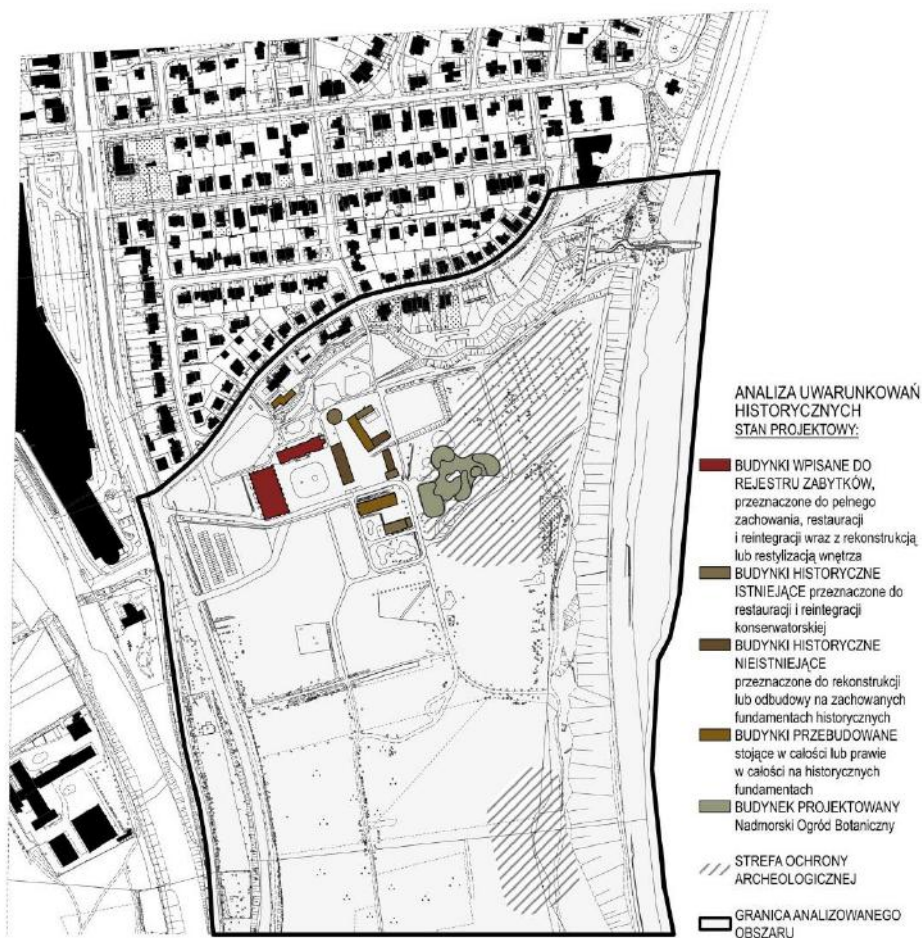 ANALIZA UWARUNKOWAŃ
HISTORYCZNYCH
STAN PROJEKTOWY:
BUDYNKI WPISANE DO
REJESTRU ZABYTKÓW,
przeznaczone do pełnego
zachowania, restauracji
i reintegracji wraz z rekonstrukcją
lub restylizacją wnętrza
BUDYNKI HISTORYCZNE
ISTNIEJĄCE przeznaczone do
restauracji i reintegracji
konserwatorskiej
BUDYNKI HISTORYCZNE
NIEISTNIEJĄCE
przeznaczone do rekonstrukcji
lub odbudowy na zachowanych
fundamentach historycznych
BUDYNKI PRZEBUDOWANE
stojące w całości lub prawie
w całości na historycznych
fundamentach
BUDYNEK PROJEKTOWANY
Nadmorski Ogród Botaniczny
STREFA OCHRONY
ARCHEOLOGICZNEJ
GRANICA ANALIZOWANEGO
OBSZARU